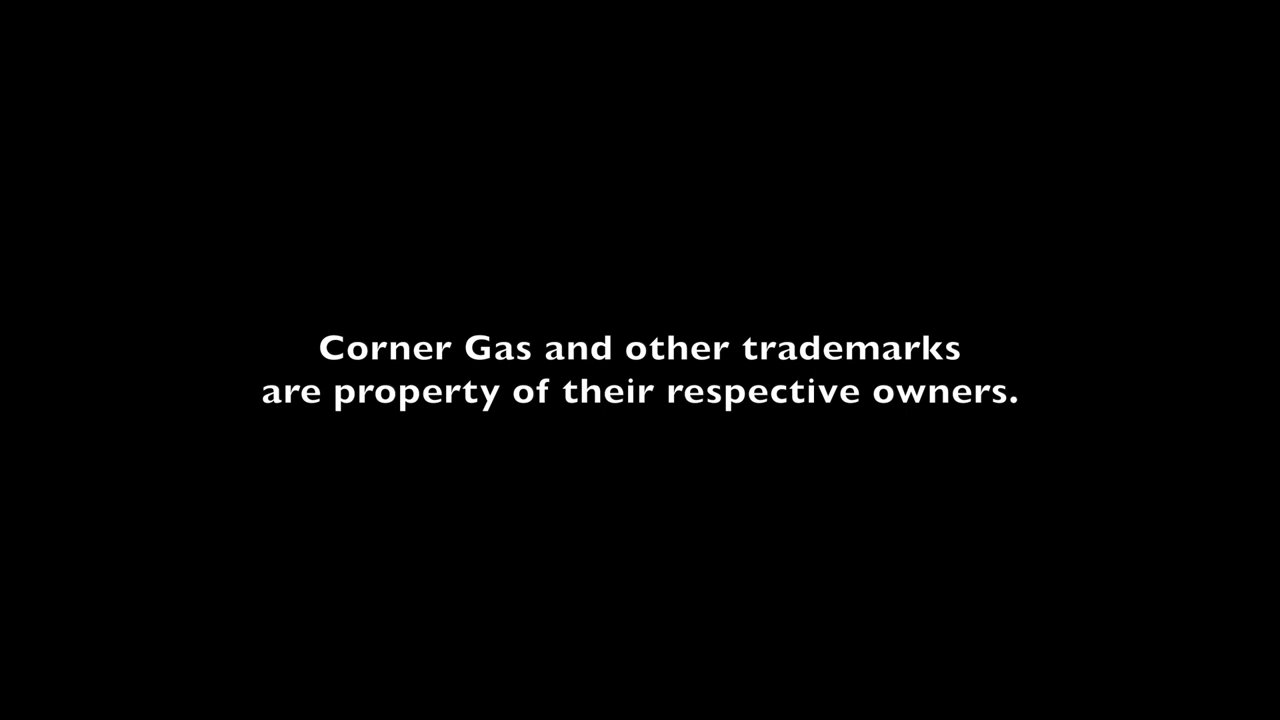 Corner Gas and other trademarks
are property of their respective owners.